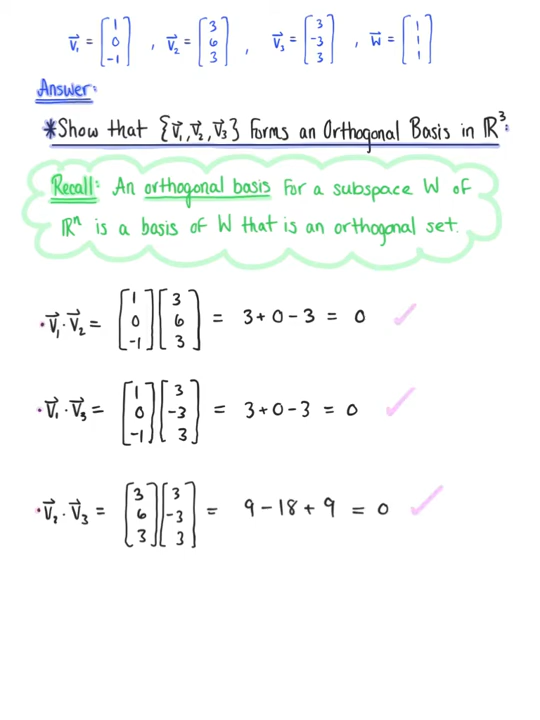 v⃗₁ = [1 0 -1] , v⃗₂ = [3 6 3] , v⃗₃ = [3 -3 3] , w⃗ = [1 1 1]
Answer:
*Show that {v⃗₁, v⃗₂, v⃗₃} Forms an Orthogonal Basis in ℝ³:
Recall: An orthogonal basis For a subspace W of
ℝⁿ is a basis of W that is an orthogonal set.
• v⃗₁ · v⃗₂ = [1 0 -1] [3 6 3] = 3 + 0 - 3 = 0 ✓
• v⃗₁ · v⃗₃ = [1 0 -1] [3 -3 3] = 3 + 0 - 3 = 0 ✓
• v⃗₂ · v⃗₃ = [3 6 3] [3 -3 3] = 9 - 18 + 9 = 0 ✓